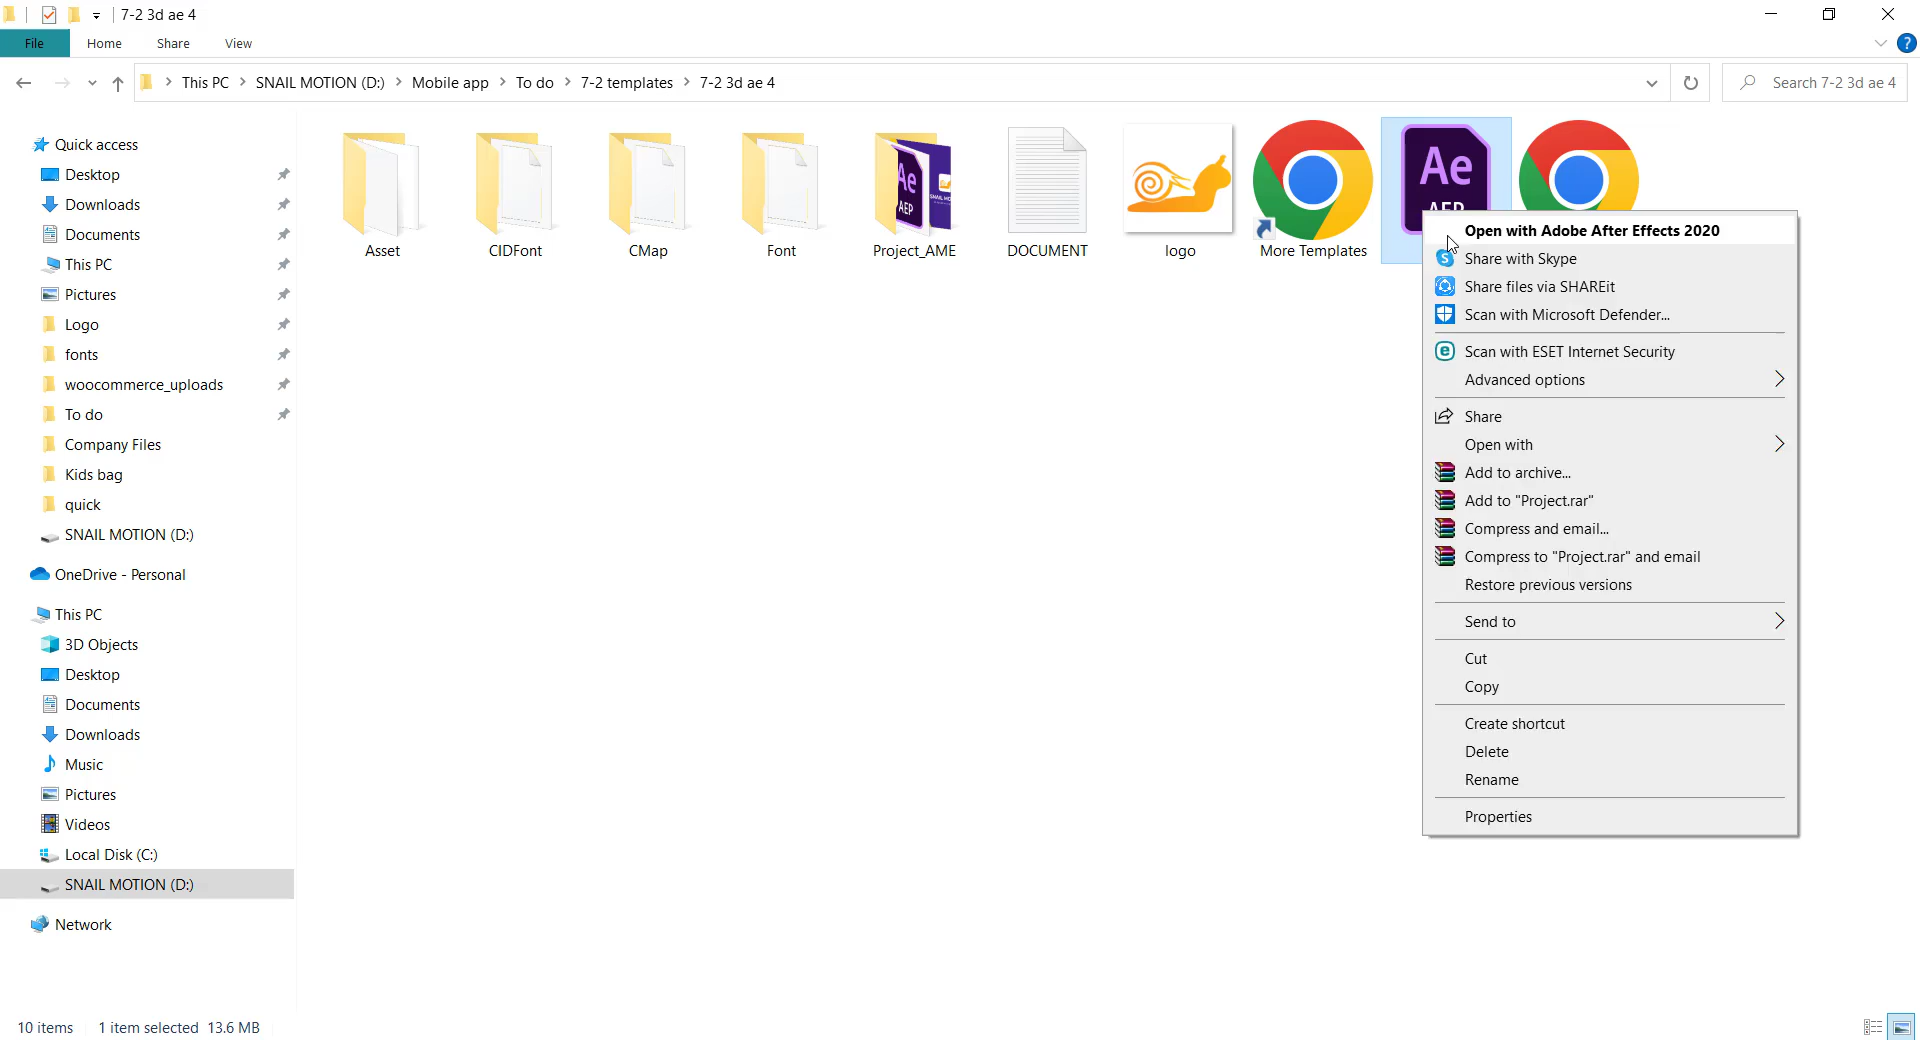 7-2 3d ae 4
File
Home
Share
View
?
This PC
SNAIL MOTION (D:)
Mobile app
To do
7-2 templates
7-2 3d ae 4
Search 7-2 3d ae 4
Quick access
Desktop
Downloads
Documents
This PC
Pictures
Logo
fonts
woocommerce_uploads
To do
Company Files
Kids bag
quick
SNAIL MOTION (D:)
OneDrive - Personal
This PC
3D Objects
Desktop
Documents
Downloads
Music
Pictures
Videos
Local Disk (C:)
SNAIL MOTION (D:)
Network
Asset
CIDFont
CMap
Font
Ae
AEP
Project_AME
DOCUMENT
logo
More Templates
Ae
AEP
Open with Adobe After Effects 2020
Share with Skype
Share files via SHAREit
Scan with Microsoft Defender...
Scan with ESET Internet Security
Advanced options
Share
Open with
Add to archive...
Add to "Project.rar"
Compress and email...
Compress to "Project.rar" and email
Restore previous versions
Send to
Cut
Copy
Create shortcut
Delete
Rename
Properties
10 items
1 item selected 13.6 MB